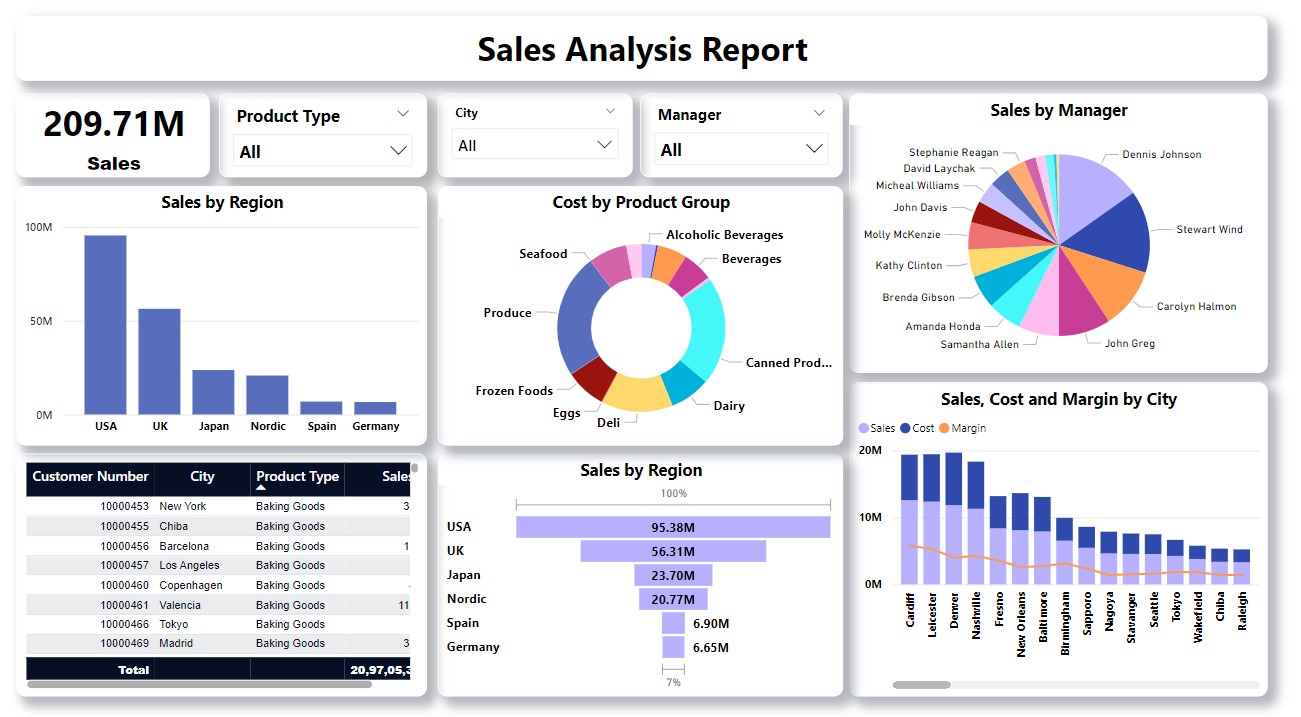 Sales Analysis Report
209.71M
Sales
Product Type
All
City
All
Manager
All
Sales by Manager
Stephanie Reagan
David Laychak
Micheal Williams
John Davis
Molly McKenzie
Kathy Clinton
Brenda Gibson
Amanda Honda
Samantha Allen
Dennis Johnson
Stewart Wind
Carolyn Halmon
John Greg
Sales by Region
100M
50M
0M
USA UK Japan Nordic Spain Germany
Cost by Product Group
Alcoholic Beverages
Beverages
Canned Prod...
Dairy
Deli
Eggs
Frozen Foods
Produce
Seafood
Customer Number City Product Type Sales
10000453 New York Baking Goods 3
10000455 Chiba Baking Goods
10000456 Barcelona Baking Goods 1
10000457 Los Angeles Baking Goods
10000460 Copenhagen Baking Goods
10000461 Valencia Baking Goods 11
10000466 Tokyo Baking Goods
10000469 Madrid Baking Goods 3
Total 20,97,05,3
Sales by Region
100%
USA 95.38M
UK 56.31M
Japan 23.70M
Nordic 20.77M
Spain 6.90M
Germany 6.65M
7%
Sales, Cost and Margin by City
Sales Cost Margin
20M
10M
0M
Cardiff
Leicester
Denver
Nashville
Fresno
New Orleans
Baltimore
Birmingham
Sapporo
Nagoya
Stavanger
Seattle
Tokyo
Wakefield
Chiba
Raleigh